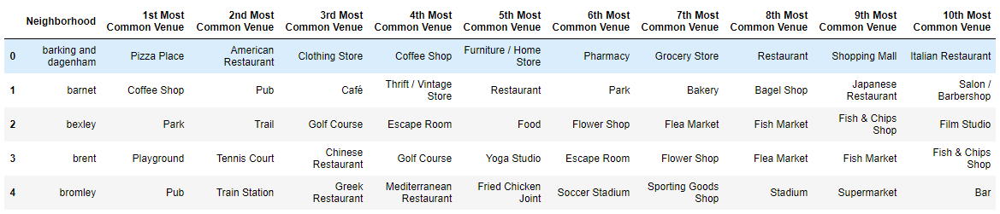 Neighborhood 1st Most Common Venue 2nd Most Common Venue 3rd Most Common Venue 4th Most Common Venue 5th Most Common Venue 6th Most Common Venue 7th Most Common Venue 8th Most Common Venue 9th Most Common Venue 10th Most Common Venue
0 barking and dagenham Pizza Place American Restaurant Clothing Store Coffee Shop Furniture / Home Store Pharmacy Grocery Store Restaurant Shopping Mall Italian Restaurant
1 barnet Coffee Shop Pub Café Thrift / Vintage Store Restaurant Park Bakery Bagel Shop Japanese Restaurant Salon / Barbershop
2 bexley Park Trail Golf Course Escape Room Food Flower Shop Flea Market Fish Market Fish & Chips Shop Film Studio
3 brent Playground Tennis Court Chinese Restaurant Golf Course Yoga Studio Escape Room Flower Shop Flea Market Fish Market Fish & Chips Shop
4 bromley Pub Train Station Greek Restaurant Mediterranean Restaurant Fried Chicken Joint Soccer Stadium Sporting Goods Shop Stadium Supermarket Bar